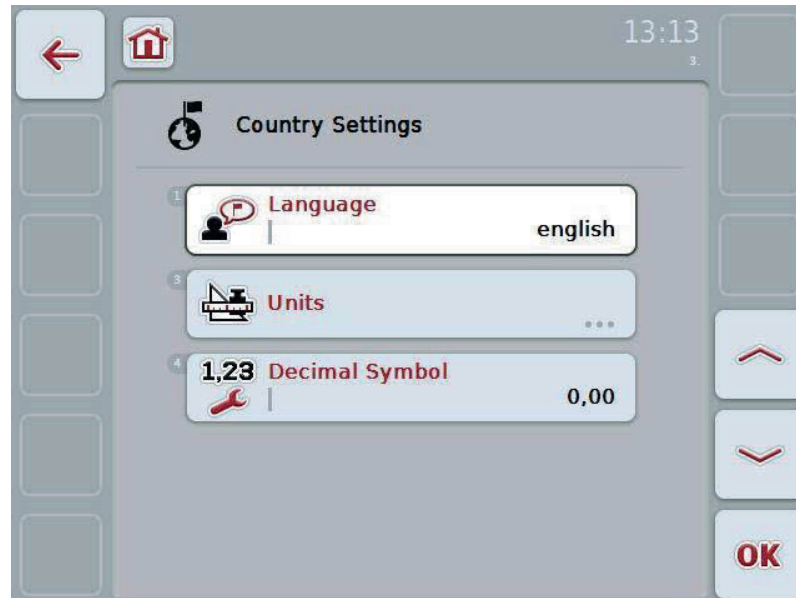 13:13
3.
Country Settings
1
Language
english
3
Units
...
4
1,23
Decimal Symbol
0,00
OK